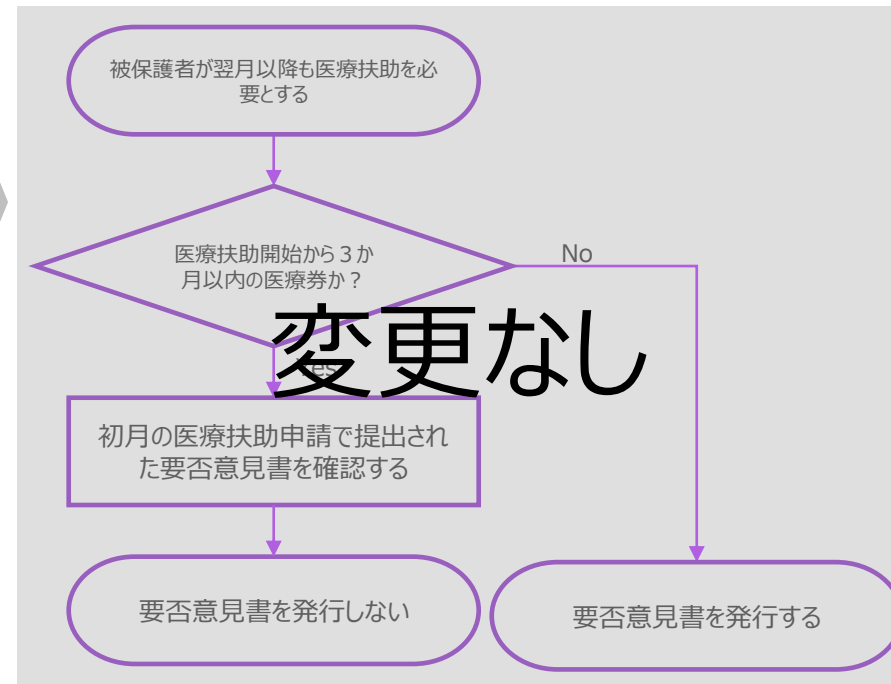 被保護者が翌月以降も医療扶助を必
要とする
医療扶助開始から３か
月以内の医療券か？
No
変更なし
Yes
初月の医療扶助申請で提出され
た要否意見書を確認する
要否意見書を発行しない
要否意見書を発行する